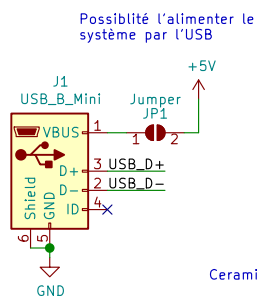 Possiblité l'alimenter le
système par l'USB
+5V
J1
USB_B_Mini
Jumper
JP1
VBUS
1
1
2
D+
3
USB_D+
D-
2
USB_D-
ID
4
Shield
GND
6
5
GND
Cerami